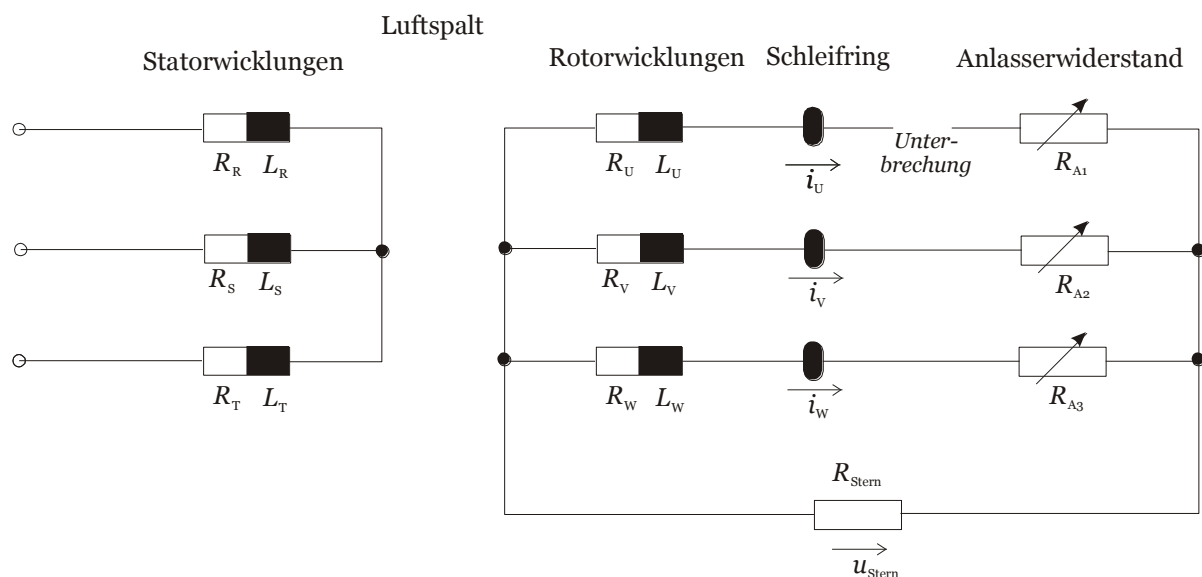 Luftspalt
Statorwicklungen
Rotorwicklungen Schleifring Anlasserwiderstand
Unter-
brechung
R_R L_R
R_U L_U
i_U
R_A1
R_S L_S
R_V L_V
i_V
R_A2
R_T L_T
R_W L_W
i_W
R_A3
R_Stern
u_Stern